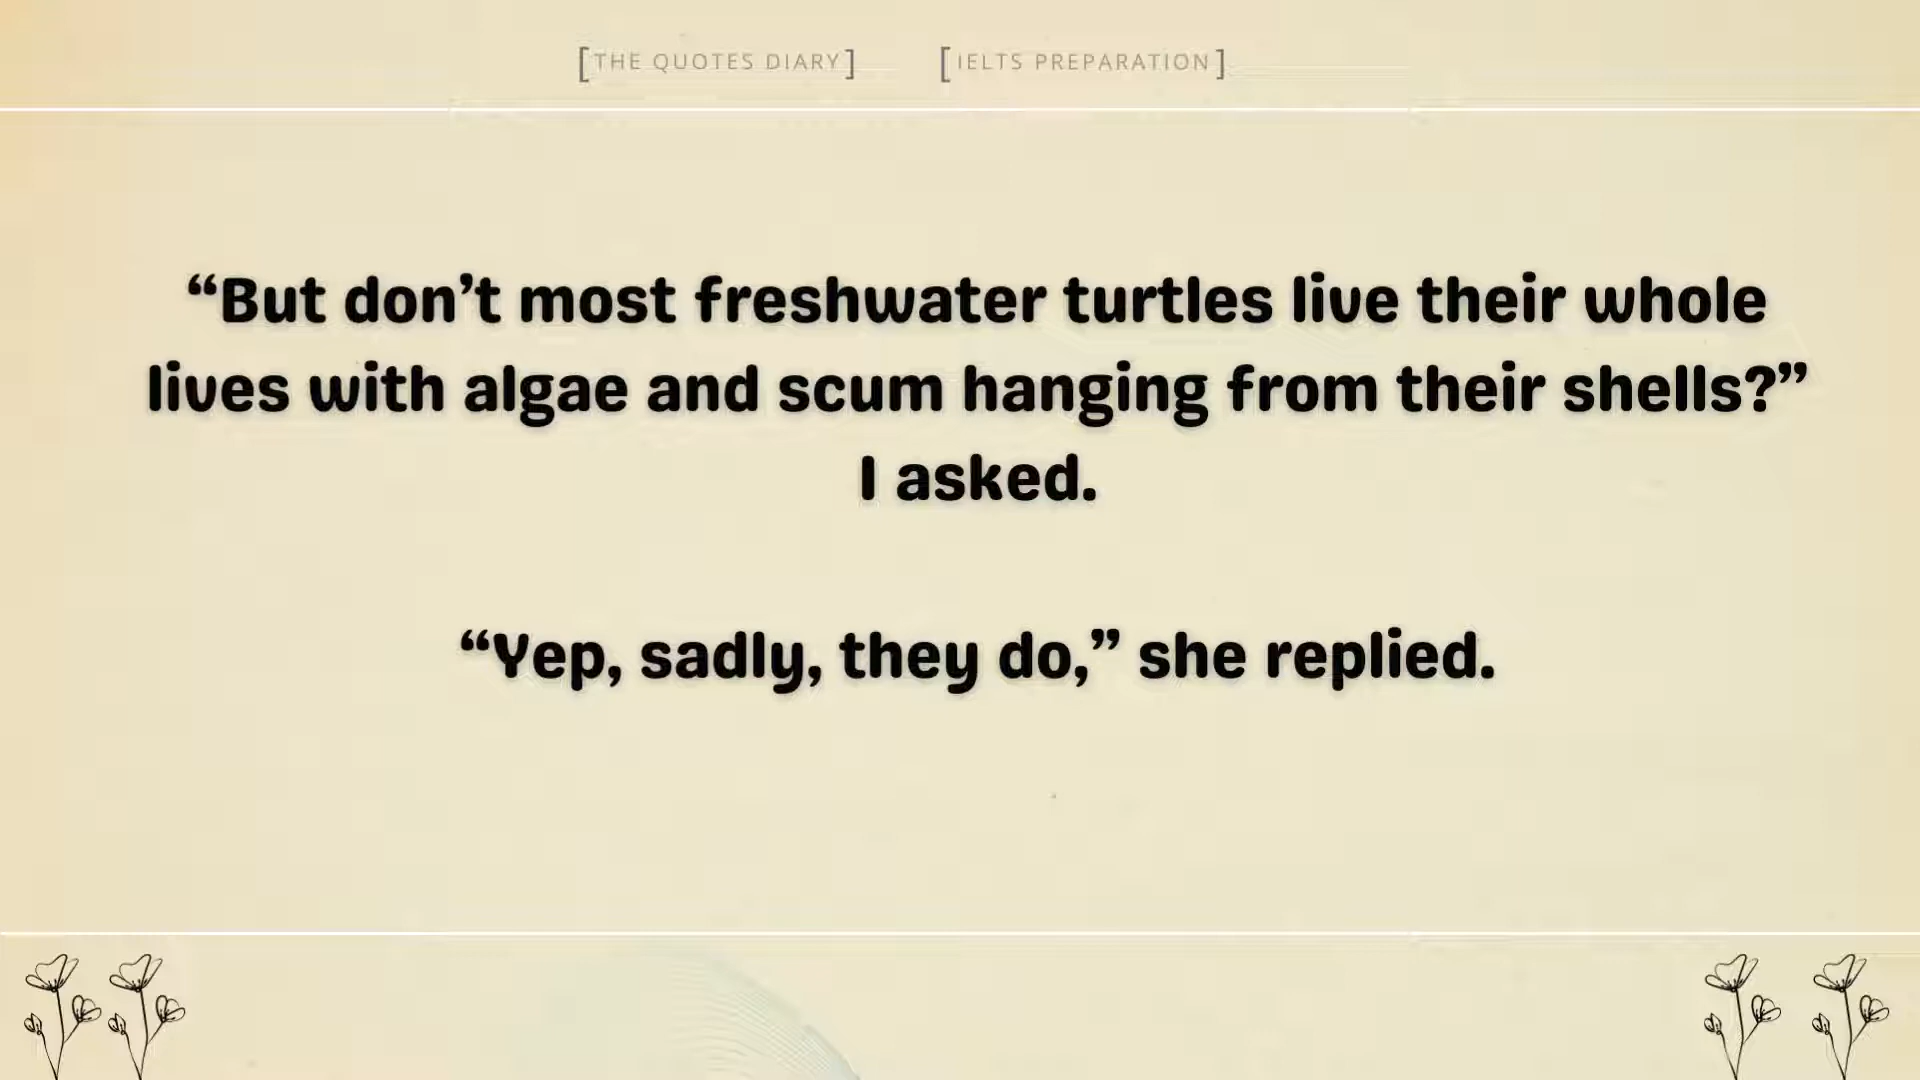 [THE QUOTES DIARY] [IELTS PREPARATION]
“But don’t most freshwater turtles live their whole
lives with algae and scum hanging from their shells?”
I asked.
“Yep, sadly, they do,” she replied.